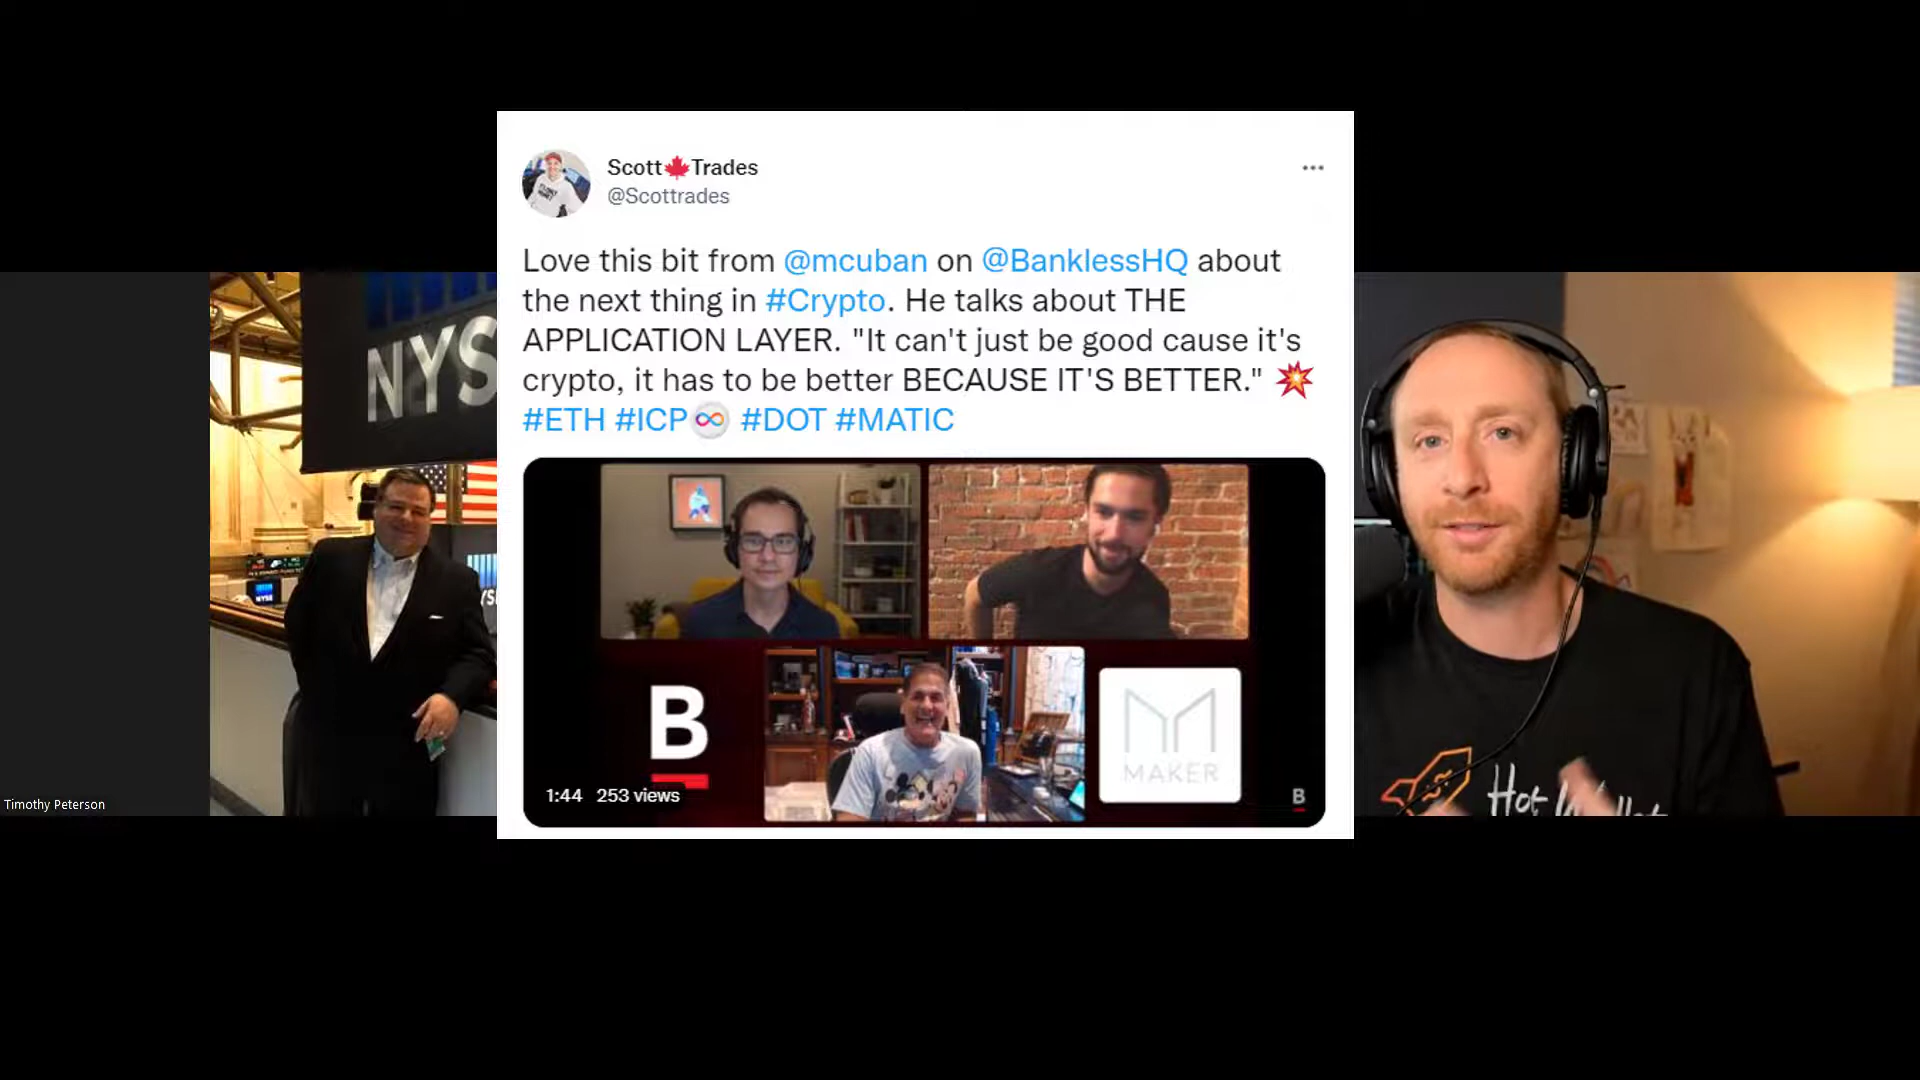 Scott🍁Trades
@Scottrades
Love this bit from @mcuban on @BanklessHQ about
the next thing in #Crypto. He talks about THE
APPLICATION LAYER. "It can't just be good cause it's
crypto, it has to be better BECAUSE IT'S BETTER." 💥
#ETH #ICP #DOT #MATIC
NYS
B
MAKER
1:44 253 views
B
Timothy Peterson
Hot